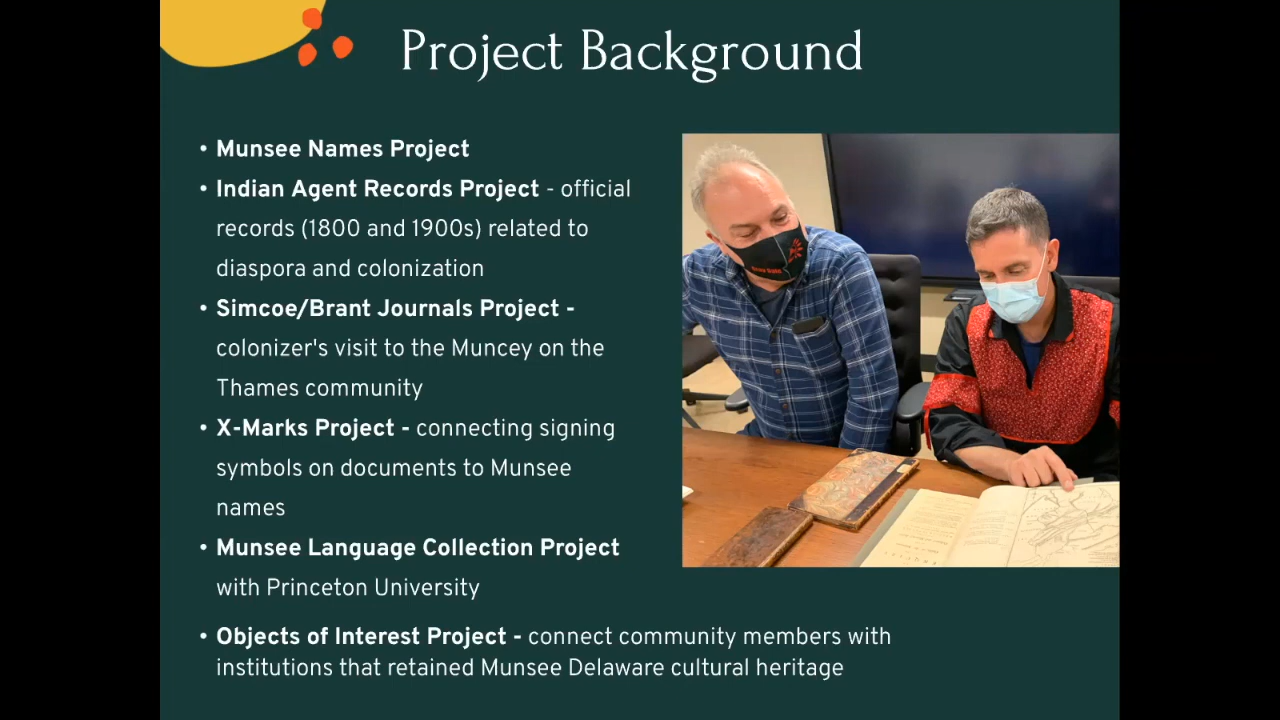 Project Background
• Munsee Names Project
• Indian Agent Records Project - official
records (1800 and 1900s) related to
diaspora and colonization
• Simcoe/Brant Journals Project -
colonizer's visit to the Muncey on the
Thames community
• X-Marks Project - connecting signing
symbols on documents to Munsee
names
• Munsee Language Collection Project
with Princeton University
• Objects of Interest Project - connect community members with
institutions that retained Munsee Delaware cultural heritage